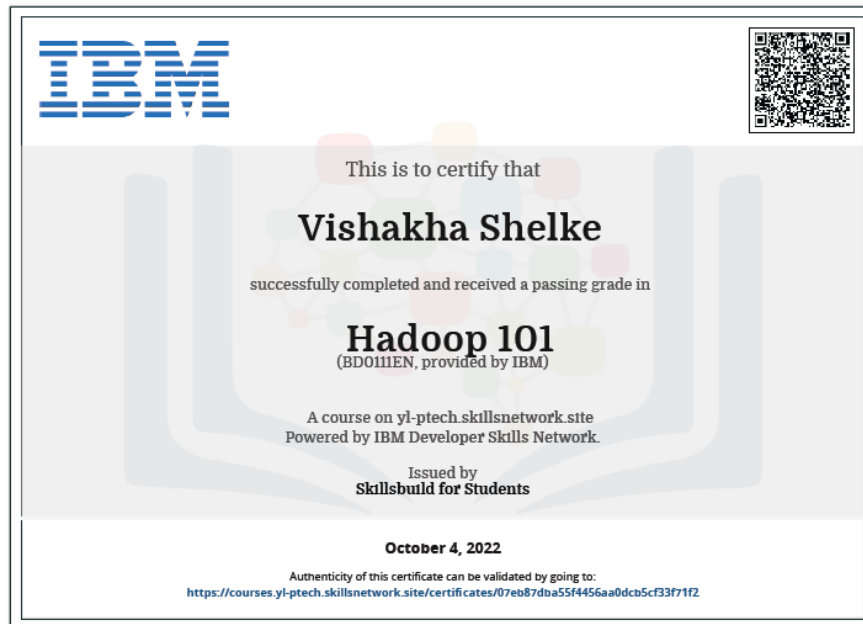 IBM
This is to certify that
Vishakha Shelke
successfully completed and received a passing grade in
Hadoop 101
(BD0111EN, provided by IBM)
A course on yl-ptech.skillsnetwork.site
Powered by IBM Developer Skills Network.
Issued by
Skillsbuild for Students
October 4, 2022
Authenticity of this certificate can be validated by going to:
https://courses.yl-ptech.skillsnetwork.site/certificates/07eb87dba55f4456aa0dcb5cf33f71f2